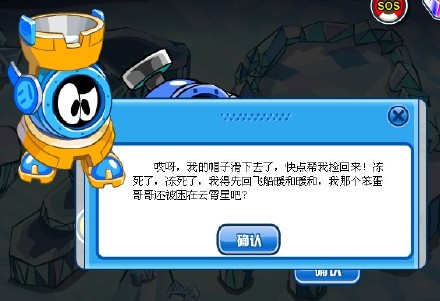 SOS
哎呀，我的帽子滑下去了，快点帮我捡回来！冻
死了，冻死了，我得先回飞船暖和暖和，我那个笨蛋
哥哥还被困在云霄星吧？
确认
确认